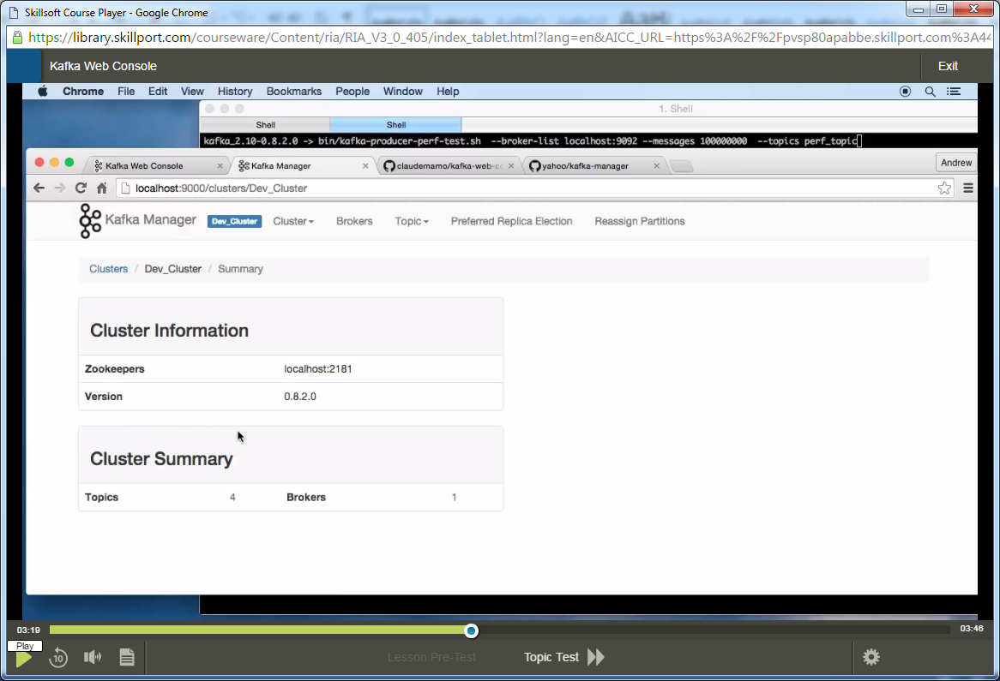 Skillsoft Course Player - Google Chrome
https://library.skillport.com/courseware/Content/ria/RIA_V3_0_405/index_tablet.html?lang=en&AICC_URL=https%3A%2F%2Fpvsp80apabbe.skillport.com%3A44
Kafka Web Console
Exit
Chrome File Edit View History Bookmarks People Window Help
1. Shell
Shell Shell
kafka_2.10-0.8.2.0 -> bin/kafka-producer-perf-test.sh --broker-list localhost:9092 --messages 100000000 --topics perf_topic
Kafka Web Console Kafka Manager claudemamo/kafka-web-co yahoo/kafka-manager Andrew
localhost:9000/clusters/Dev_Cluster
Kafka Manager Dev_Cluster Cluster Brokers Topic Preferred Replica Election Reassign Partitions
Clusters / Dev_Cluster / Summary
Cluster Information
Zookeepers localhost:2181
Version 0.8.2.0
Cluster Summary
Topics 4 Brokers 1
03:19 03:46
Play
10 Lesson Pre-Test Topic Test